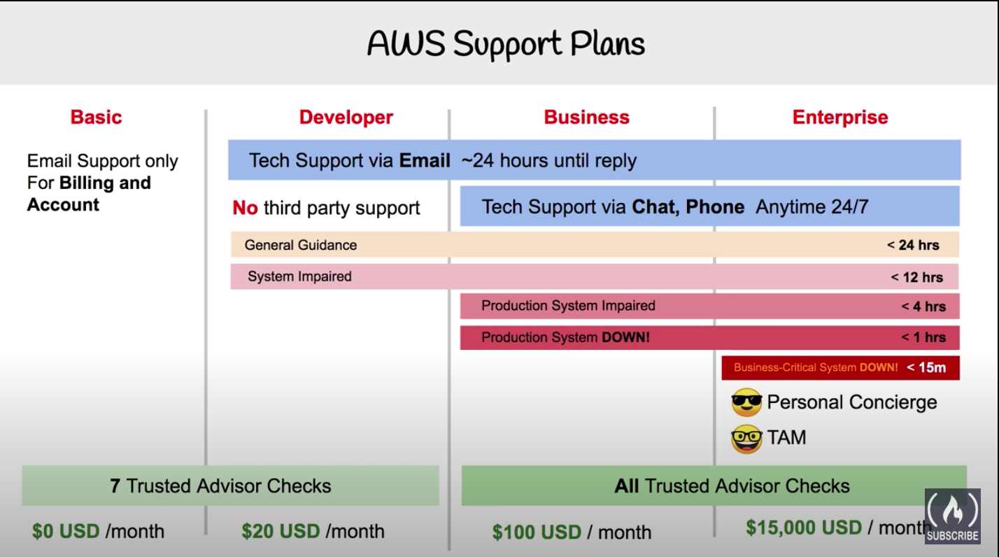 AWS Support Plans
Basic
Developer
Business
Enterprise
Email Support only
For Billing and
Account
Tech Support via Email ~24 hours until reply
No third party support
Tech Support via Chat, Phone Anytime 24/7
General Guidance < 24 hrs
System Impaired < 12 hrs
Production System Impaired < 4 hrs
Production System DOWN! < 1 hrs
Business-Critical System DOWN! < 15m
Personal Concierge
TAM
7 Trusted Advisor Checks
All Trusted Advisor Checks
$0 USD /month
$20 USD /month
$100 USD / month
$15,000 USD / month
SUBSCRIBE